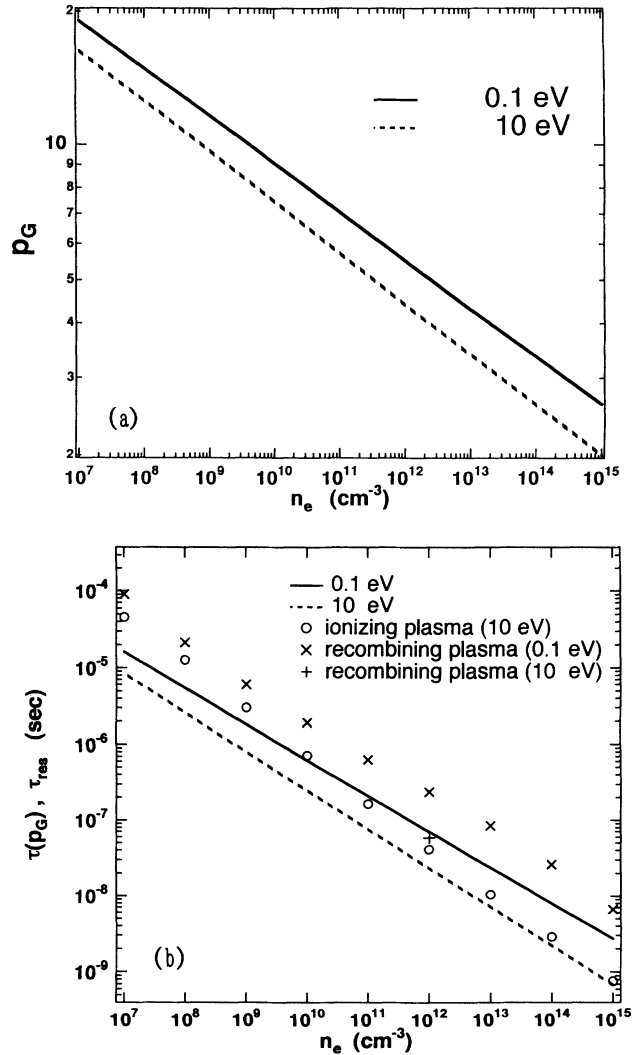 20
10
9
8
7
6
5
4
3
2
p_G
0.1 eV
10 eV
(a)
10^7 10^8 10^9 10^10 10^11 10^12 10^13 10^14 10^15
n_e (cm^-3)
10^-4
10^-5
10^-6
10^-7
10^-8
10^-9
τ(p_G) , τ_res (sec)
0.1 eV
10 eV
ionizing plasma (10 eV)
recombining plasma (0.1 eV)
recombining plasma (10 eV)
(b)
10^7 10^8 10^9 10^10 10^11 10^12 10^13 10^14 10^15
n_e (cm^-3)